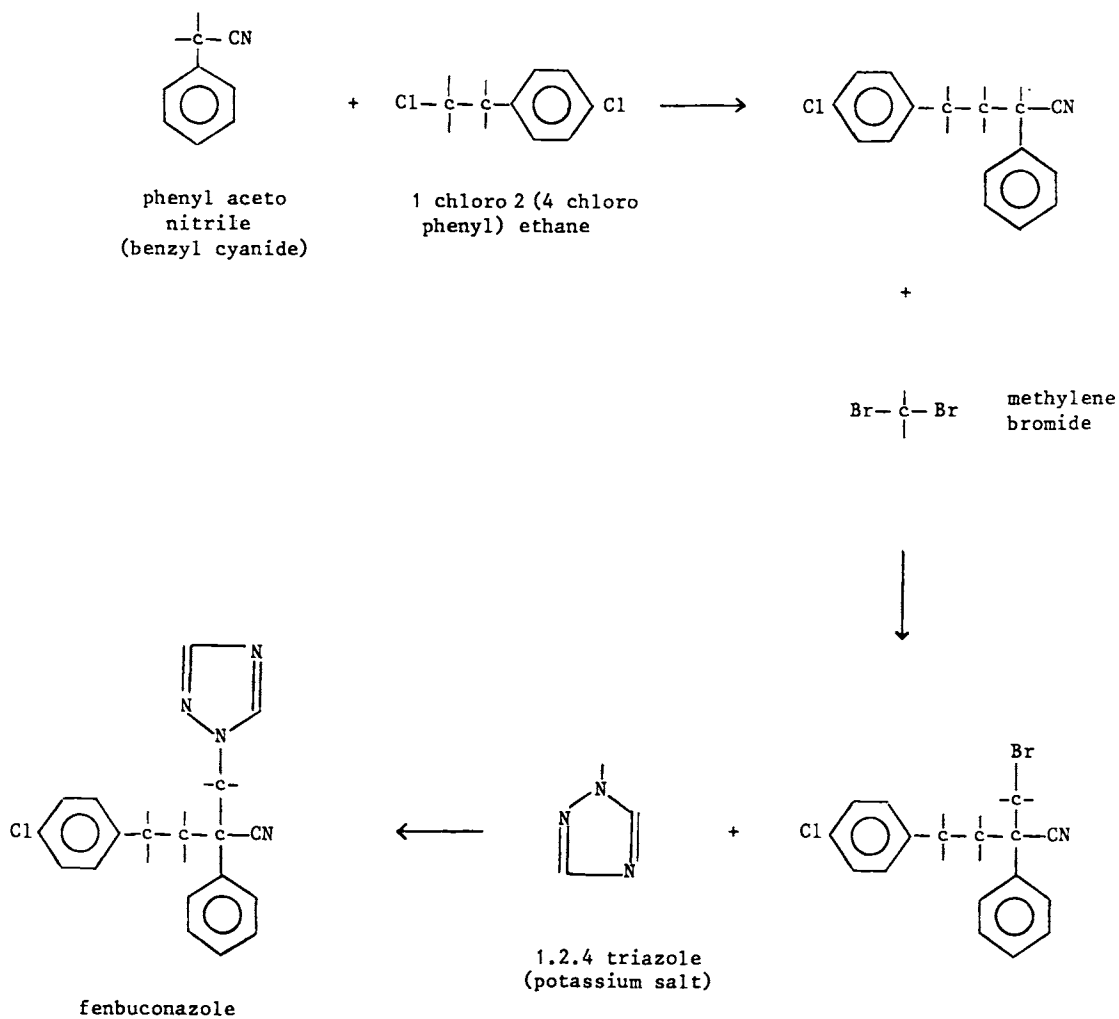 C CN
+
Cl C C Cl
Cl C C C CN
phenyl aceto
nitrile
(benzyl cyanide)
1 chloro 2 (4 chloro
phenyl) ethane
+
Br C Br
methylene
bromide
N
N
N
C
Cl C C C CN
fenbuconazole
N
N
N
1.2.4 triazole
(potassium salt)
+
Br
C
Cl C C C CN